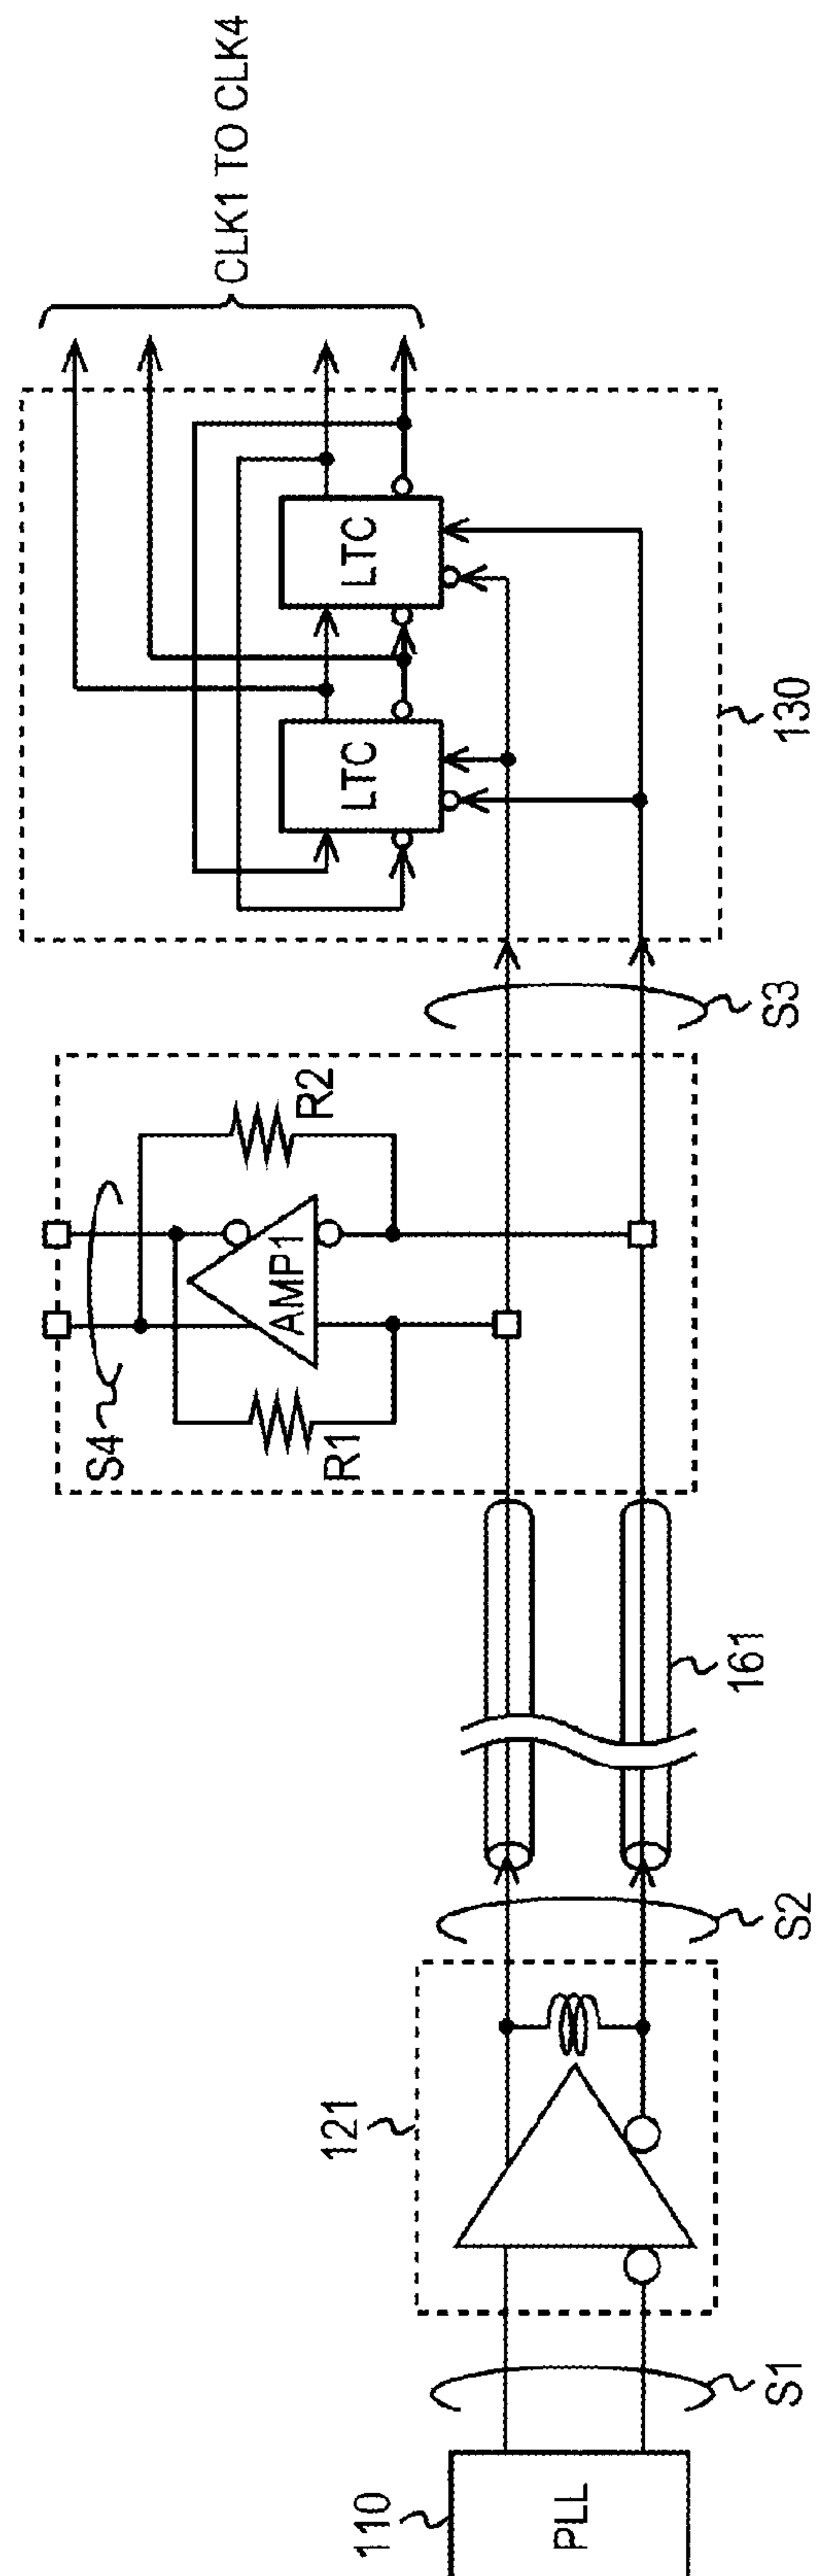 110
PLL
S1
121
S2
161
S4
R1
AMP1
R2
S3
130
LTC
LTC
CLK1 TO CLK4